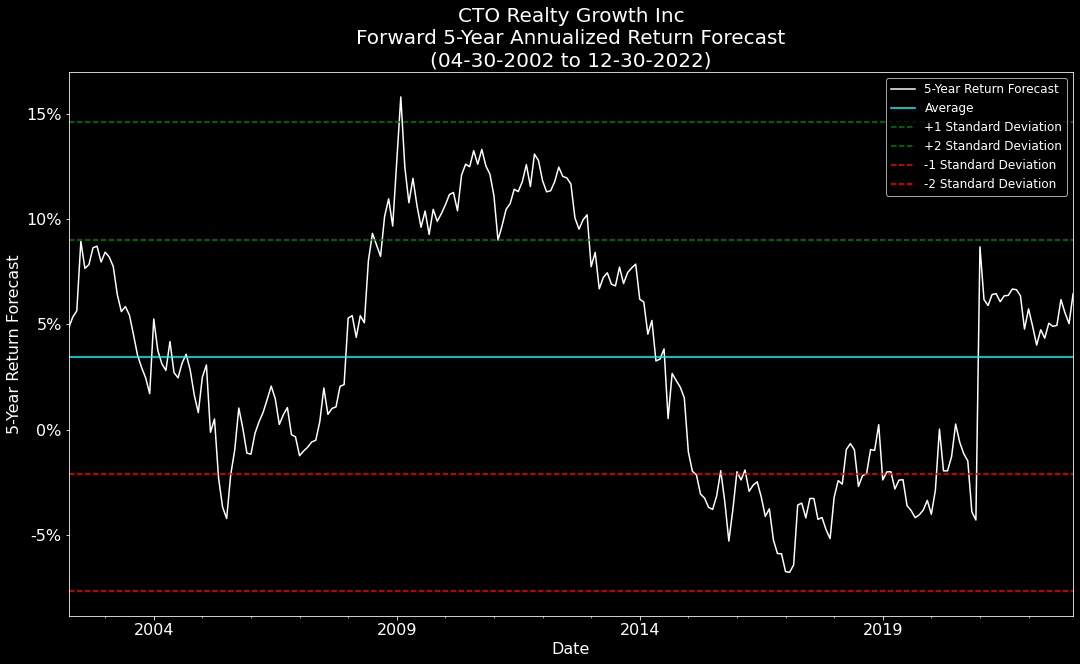 CTO Realty Growth Inc
Forward 5-Year Annualized Return Forecast
(04-30-2002 to 12-30-2022)
5-Year Return Forecast
Average
+1 Standard Deviation
+2 Standard Deviation
-1 Standard Deviation
-2 Standard Deviation
5-Year Return Forecast
15%
10%
5%
0%
-5%
2004 2009 2014 2019
Date